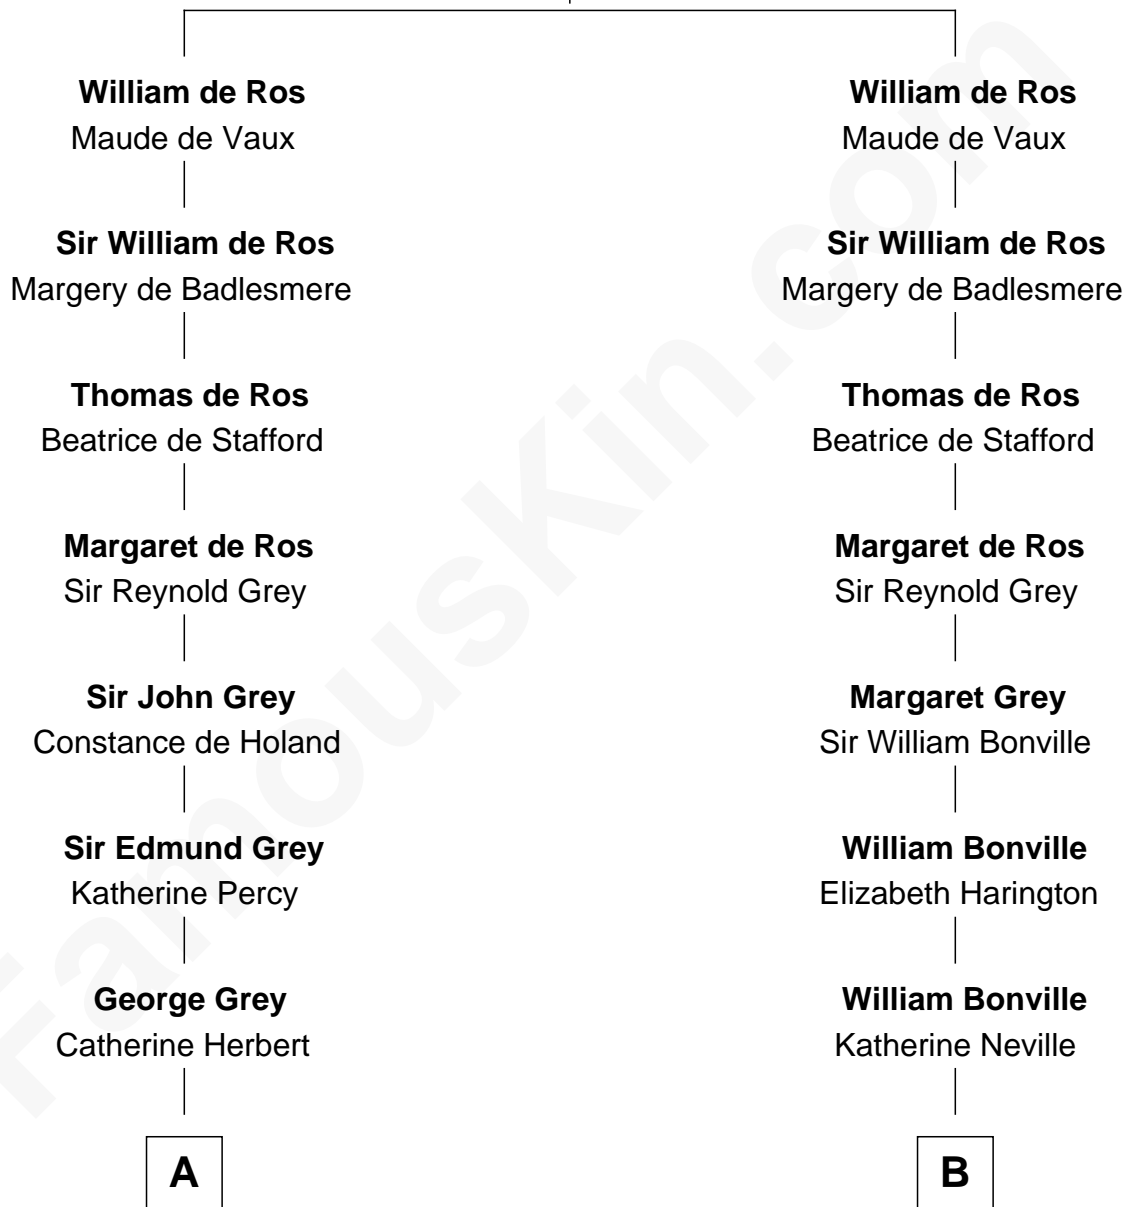 William de Ros
Maude de Vaux
Sir William de Ros
Margery de Badlesmere
Thomas de Ros
Beatrice de Stafford
Margaret de Ros
Sir Reynold Grey
Sir John Grey
Constance de Holand
Sir Edmund Grey
Katherine Percy
George Grey
Catherine Herbert
A
William de Ros
Maude de Vaux
Sir William de Ros
Margery de Badlesmere
Thomas de Ros
Beatrice de Stafford
Margaret de Ros
Sir Reynold Grey
Margaret Grey
Sir William Bonville
William Bonville
Elizabeth Harington
William Bonville
Katherine Neville
B
FamousKin.com